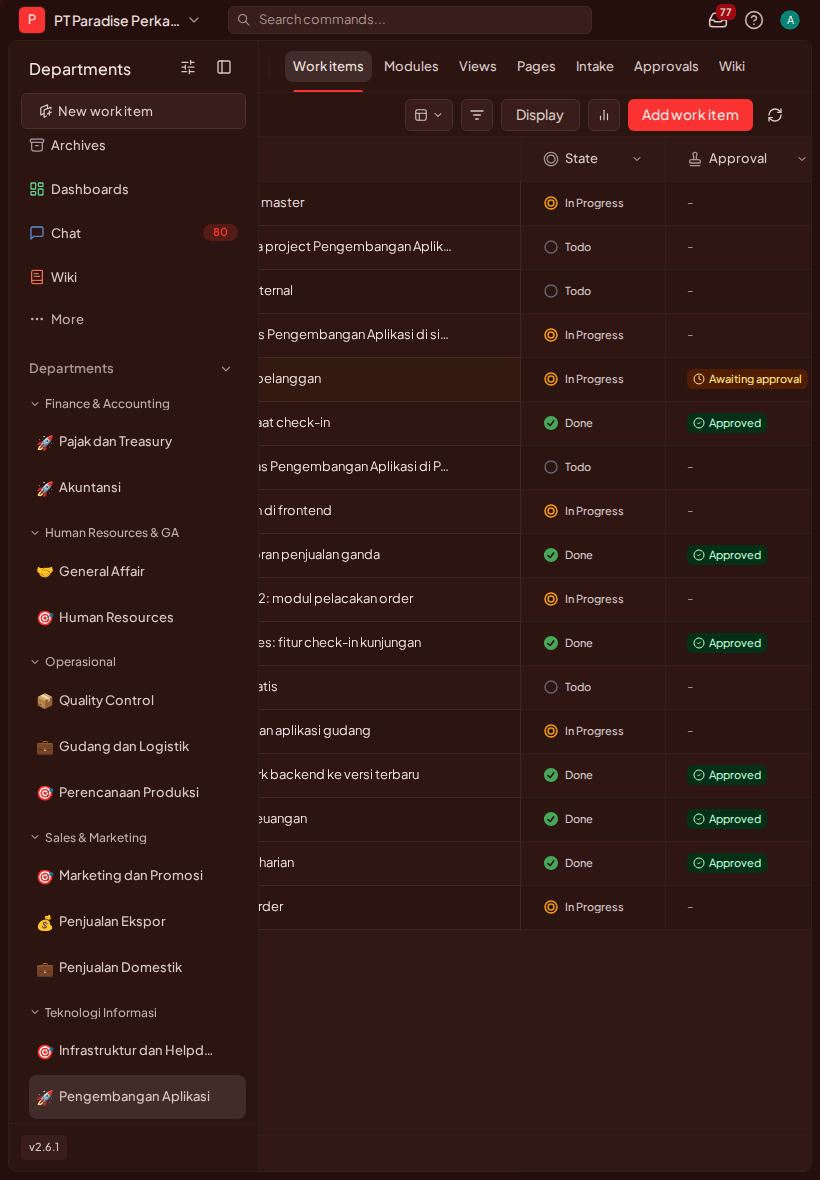 P PT Paradise Perka...
Search commands...
77
A
Departments
Work items Modules Views Pages Intake Approvals Wiki
New work item
Display
Add work item
Archives
Dashboards
Chat 80
Wiki
More
Departments
Finance & Accounting
Pajak dan Treasury
Akuntansi
Human Resources & GA
General Affair
Human Resources
Operasional
Quality Control
Gudang dan Logistik
Perencanaan Produksi
Sales & Marketing
Marketing dan Promosi
Penjualan Ekspor
Penjualan Domestik
Teknologi Informasi
Infrastruktur dan Helpd...
Pengembangan Aplikasi
v2.6.1
State Approval
master In Progress -
a project Pengembangan Aplik... Todo -
ternal Todo -
s Pengembangan Aplikasi di si... In Progress -
pelanggan In Progress Awaiting approval
aat check-in Done Approved
as Pengembangan Aplikasi di P... Todo -
n di frontend In Progress -
oran penjualan ganda Done Approved
2: modul pelacakan order In Progress -
es: fitur check-in kunjungan Done Approved
atis Todo -
an aplikasi gudang In Progress -
rk backend ke versi terbaru Done Approved
euangan Done Approved
harian Done Approved
rder In Progress -